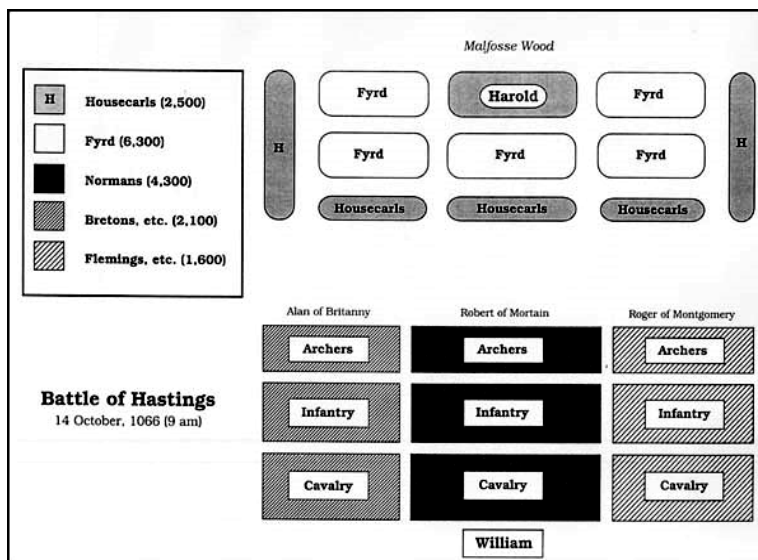 Malfosse Wood
H Housecarls (2,500)
Fyrd (6,300)
Normans (4,300)
Bretons, etc. (2,100)
Flemings, etc. (1,600)
Fyrd
Harold
Fyrd
H
H
Fyrd
Fyrd
Fyrd
Housecarls
Housecarls
Housecarls
Alan of Britanny
Robert of Mortain
Roger of Montgomery
Archers
Archers
Archers
Battle of Hastings
14 October, 1066 (9 am)
Infantry
Infantry
Infantry
Cavalry
Cavalry
Cavalry
William